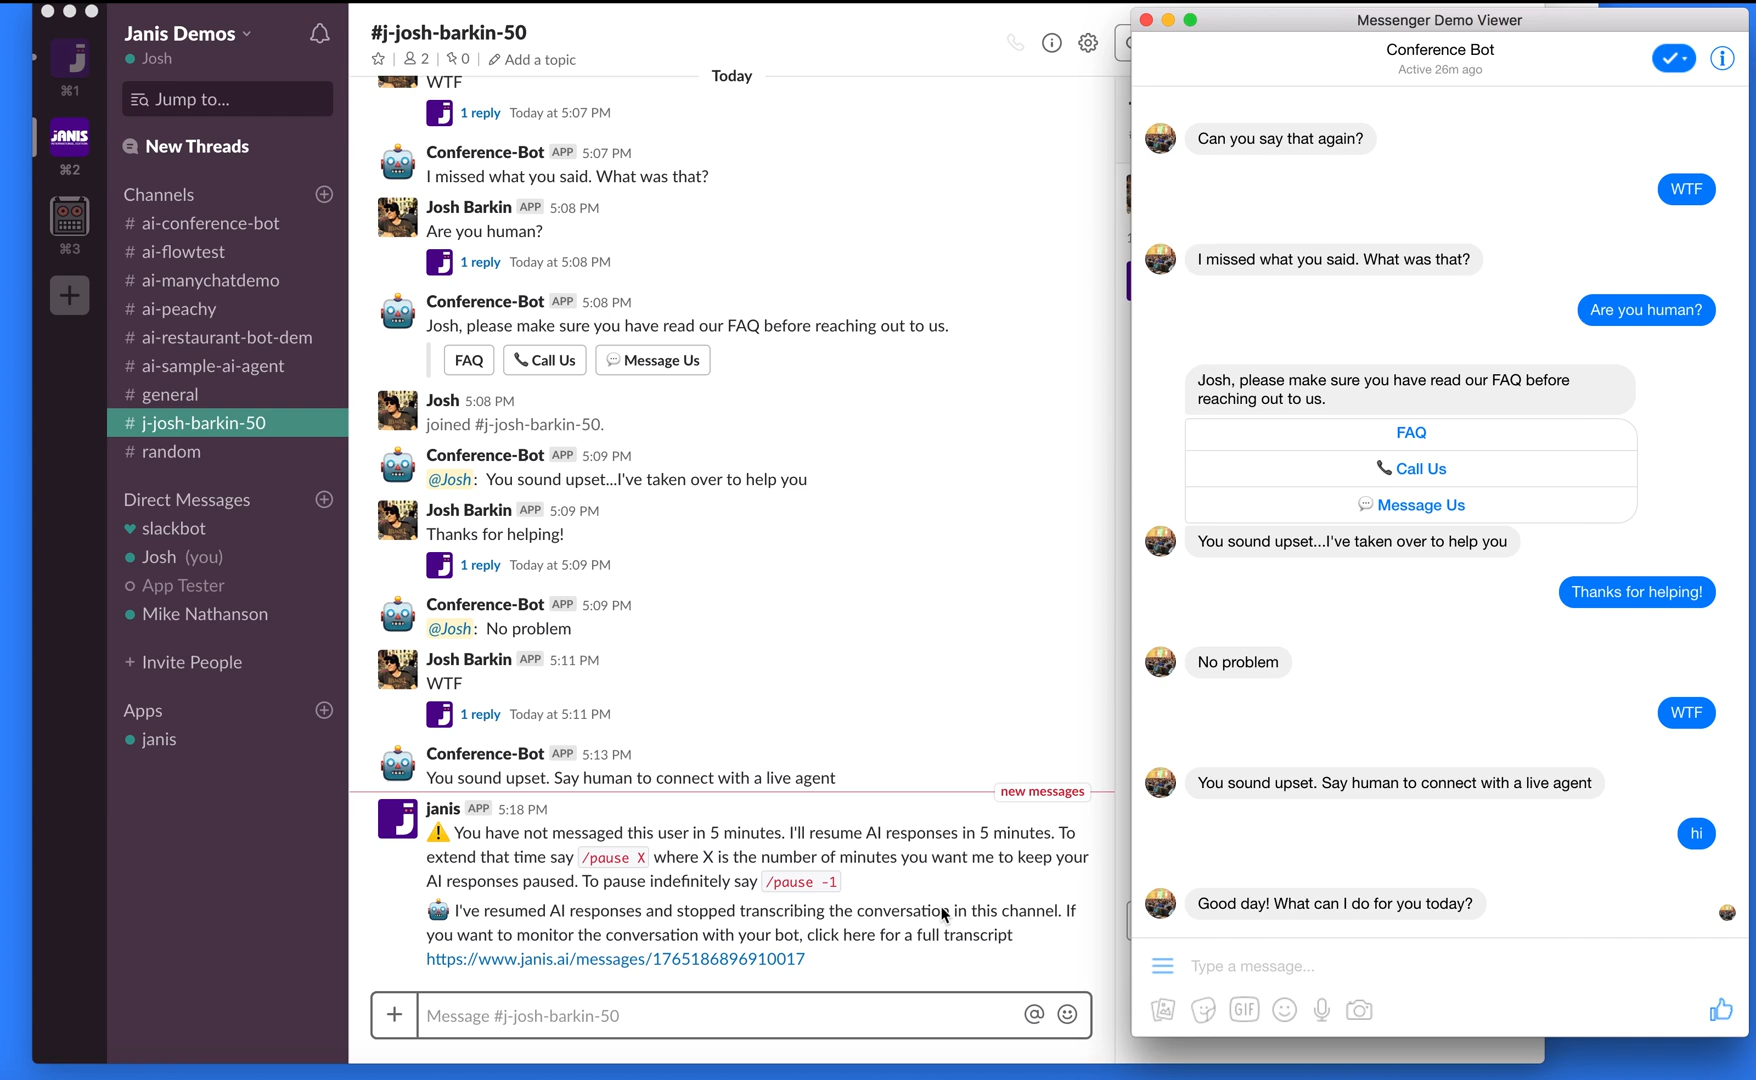 ⌘1
JANIS
⌘2
⌘3
Janis Demos
Josh
Jump to...
New Threads
Channels
# ai-conference-bot
# ai-flowtest
# ai-manychatdemo
# ai-peachy
# ai-restaurant-bot-dem
# ai-sample-ai-agent
# general
# j-josh-barkin-50
# random
Direct Messages
slackbot
Josh (you)
App Tester
Mike Nathanson
+ Invite People
Apps
janis
#j-josh-barkin-50
2 | 0 | Add a topic
Today
WTF
1 reply Today at 5:07 PM
Conference-Bot APP 5:07 PM
I missed what you said. What was that?
Josh Barkin APP 5:08 PM
Are you human?
1 reply Today at 5:08 PM
Conference-Bot APP 5:08 PM
Josh, please make sure you have read our FAQ before reaching out to us.
FAQ Call Us Message Us
Josh 5:08 PM
joined #j-josh-barkin-50.
Conference-Bot APP 5:09 PM
@Josh: You sound upset...I've taken over to help you
Josh Barkin APP 5:09 PM
Thanks for helping!
1 reply Today at 5:09 PM
Conference-Bot APP 5:09 PM
@Josh: No problem
Josh Barkin APP 5:11 PM
WTF
1 reply Today at 5:11 PM
Conference-Bot APP 5:13 PM
You sound upset. Say human to connect with a live agent
new messages
janis APP 5:18 PM
⚠️ You have not messaged this user in 5 minutes. I'll resume AI responses in 5 minutes. To
extend that time say /pause X where X is the number of minutes you want me to keep your
AI responses paused. To pause indefinitely say /pause -1
🤖 I've resumed AI responses and stopped transcribing the conversation in this channel. If
you want to monitor the conversation with your bot, click here for a full transcript
https://www.janis.ai/messages/1765186896910017
Message #j-josh-barkin-50
Messenger Demo Viewer
Conference Bot
Active 26m ago
Can you say that again?
WTF
I missed what you said. What was that?
Are you human?
Josh, please make sure you have read our FAQ before
reaching out to us.
FAQ
Call Us
Message Us
You sound upset...I've taken over to help you
Thanks for helping!
No problem
WTF
You sound upset. Say human to connect with a live agent
hi
Good day! What can I do for you today?
Type a message...
GIF